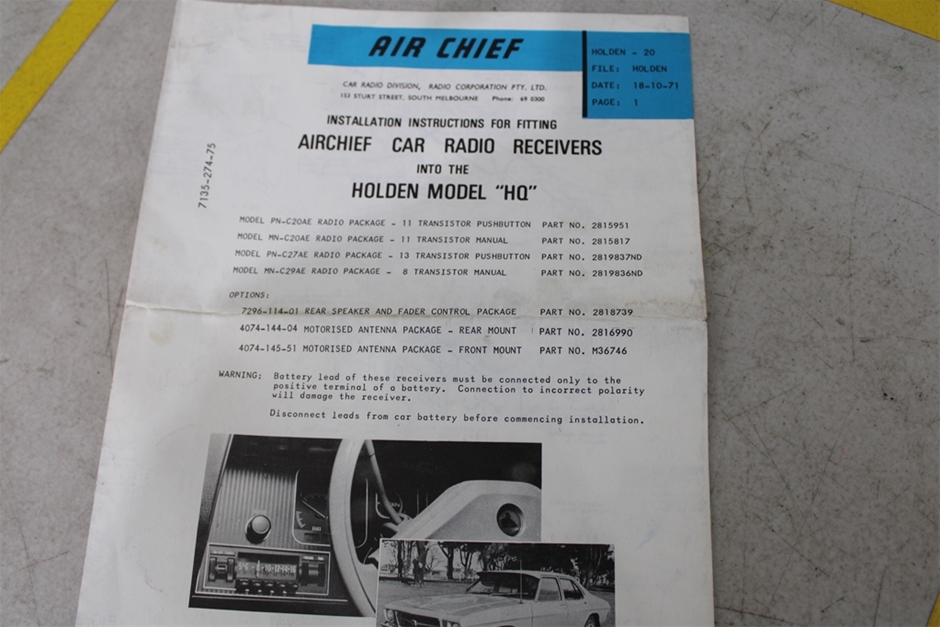 AIR CHIEF
HOLDEN - 20
FILE: HOLDEN
DATE: 18-10-71
PAGE: 1
CAR RADIO DIVISION, RADIO CORPORATION PTY. LTD.
152 STURT STREET, SOUTH MELBOURNE Phone: 69 0300
INSTALLATION INSTRUCTIONS FOR FITTING
AIRCHIEF CAR RADIO RECEIVERS
INTO THE
HOLDEN MODEL "HQ"
7135-274-75
MODEL PN-C20AE RADIO PACKAGE - 11 TRANSISTOR PUSHBUTTON PART NO. 2815951
MODEL MN-C20AE RADIO PACKAGE - 11 TRANSISTOR MANUAL PART NO. 2815817
MODEL PN-C27AE RADIO PACKAGE - 13 TRANSISTOR PUSHBUTTON PART NO. 2819837ND
MODEL MN-C29AE RADIO PACKAGE - 8 TRANSISTOR MANUAL PART NO. 2819836ND
OPTIONS:
7296-114-01 REAR SPEAKER AND FADER CONTROL PACKAGE PART NO. 2818739
4074-144-04 MOTORISED ANTENNA PACKAGE - REAR MOUNT PART NO. 2816990
4074-145-51 MOTORISED ANTENNA PACKAGE - FRONT MOUNT PART NO. M36746
WARNING: Battery lead of these receivers must be connected only to the
positive terminal of a battery. Connection to incorrect polarity
will damage the receiver.
Disconnect leads from car battery before commencing installation.